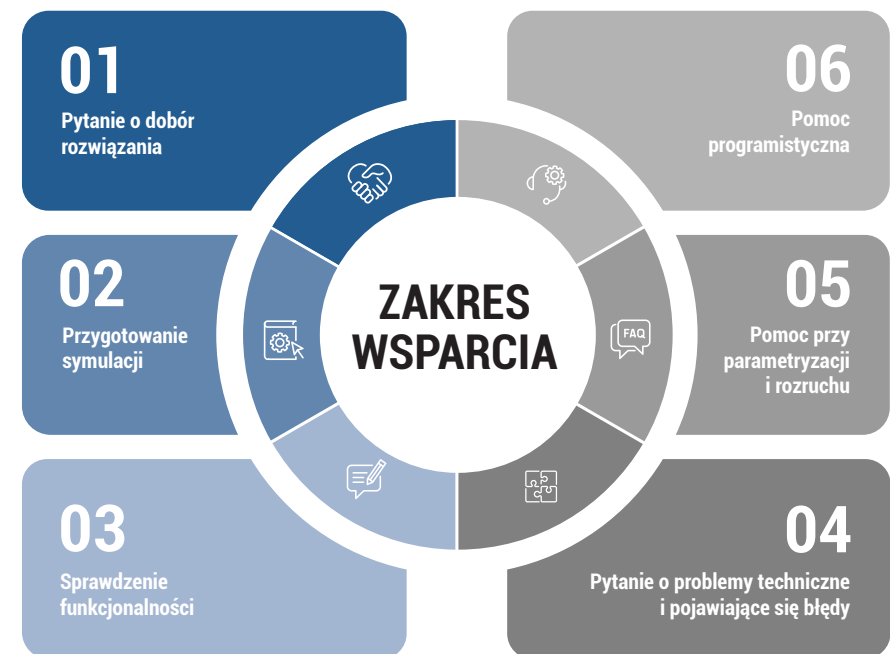 01
Pytanie o dobór
rozwiązania
02
Przygotowanie
symulacji
03
Sprawdzenie
funkcjonalności
ZAKRES
WSPARCIA
FAQ
06
Pomoc
programistyczna
05
Pomoc przy
parametryzacji
i rozruchu
04
Pytanie o problemy techniczne
i pojawiające się błędy